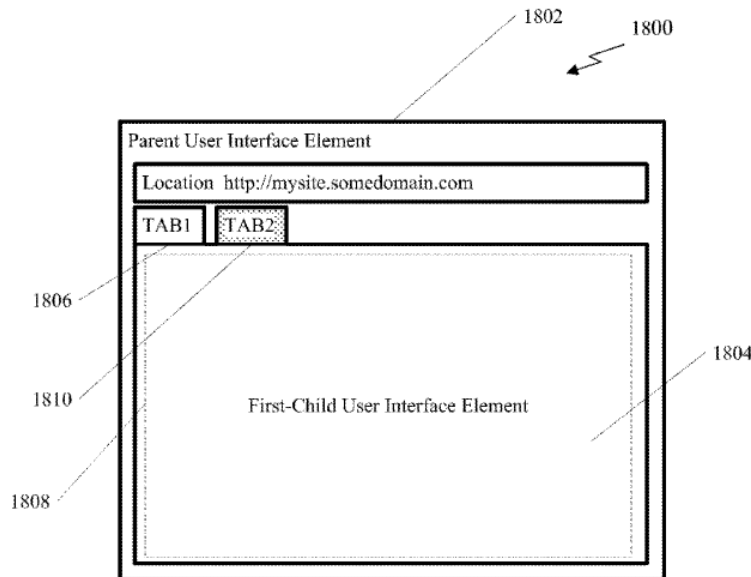 1802
1800
Parent User Interface Element
Location http://mysite.somedomain.com
TAB1 TAB2
1806
1804
1810
First-Child User Interface Element
1808